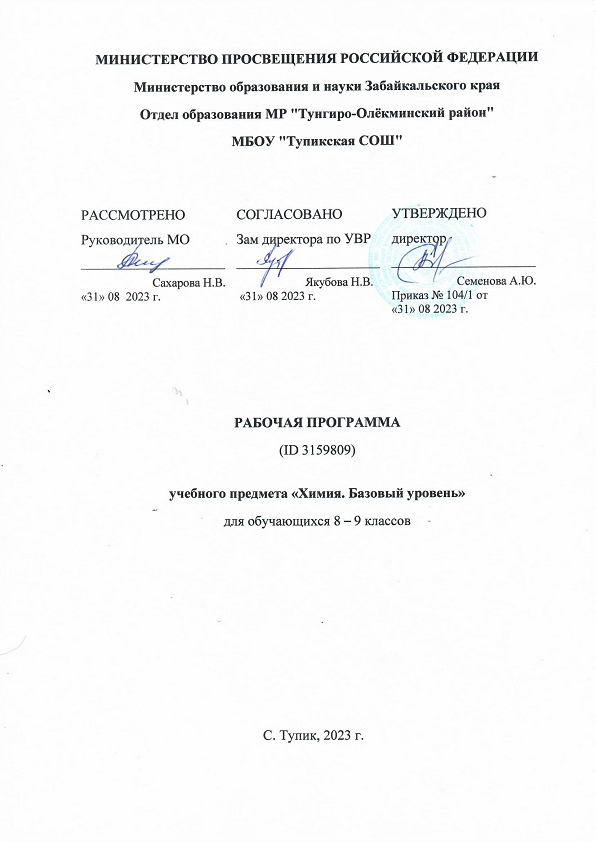 МИНИСТЕРСТВО ПРОСВЕЩЕНИЯ РОССИЙСКОЙ ФЕДЕРАЦИИ
Министерство образования и науки Забайкальского края
Отдел образования МР "Тунгиро-Олёкминский район"
МБОУ "Тупикская СОШ"
РАССМОТРЕНО
Руководитель МО
Сахарова Н.В.
«31» 08 2023 г.
СОГЛАСОВАНО
Зам директора по УВР
Якубова Н.В.
«31» 08 2023 г.
УТВЕРЖДЕНО
директор
Семенова А.Ю.
Приказ № 104/1 от
«31» 08 2023 г.
РАБОЧАЯ ПРОГРАММА
(ID 3159809)
учебного предмета «Химия. Базовый уровень»
для обучающихся 8 – 9 классов
С. Тупик, 2023 г.